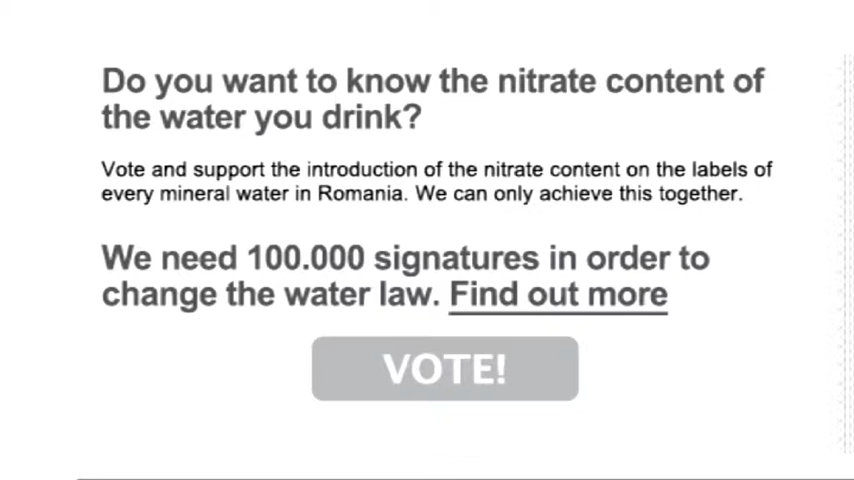 Do you want to know the nitrate content of
the water you drink?
Vote and support the introduction of the nitrate content on the labels of
every mineral water in Romania. We can only achieve this together.
We need 100.000 signatures in order to
change the water law. Find out more
VOTE!